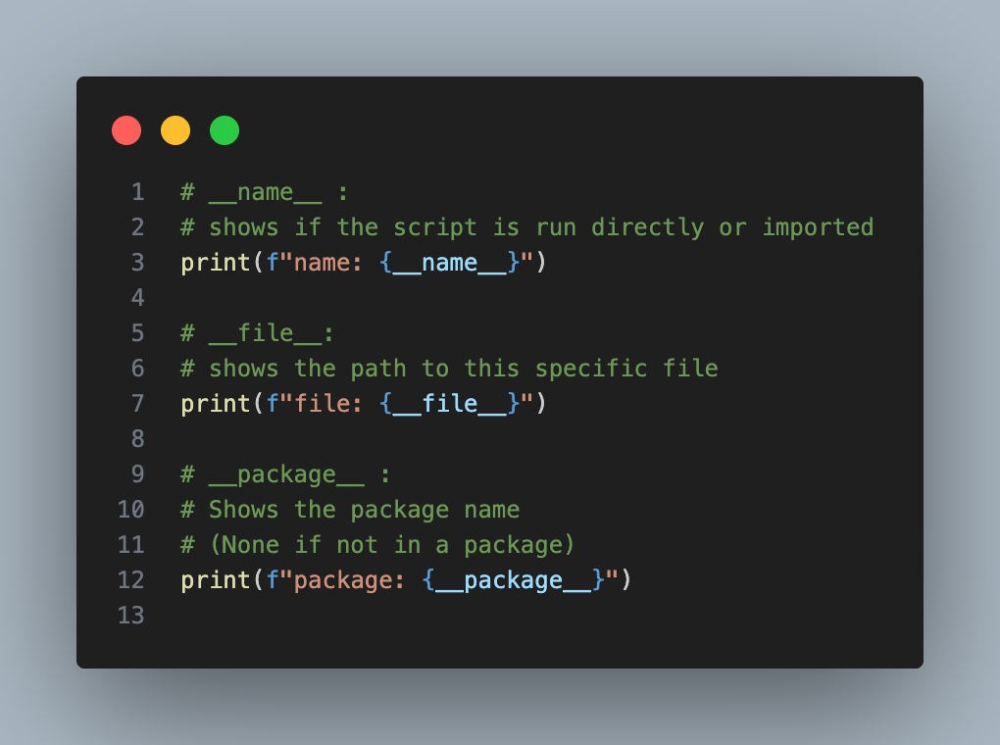 1 # __name__ :
2 # shows if the script is run directly or imported
3 print(f"name: {__name__}")
4
5 # __file__:
6 # shows the path to this specific file
7 print(f"file: {__file__}")
8
9 # __package__ :
10 # Shows the package name
11 # (None if not in a package)
12 print(f"package: {__package__}")
13